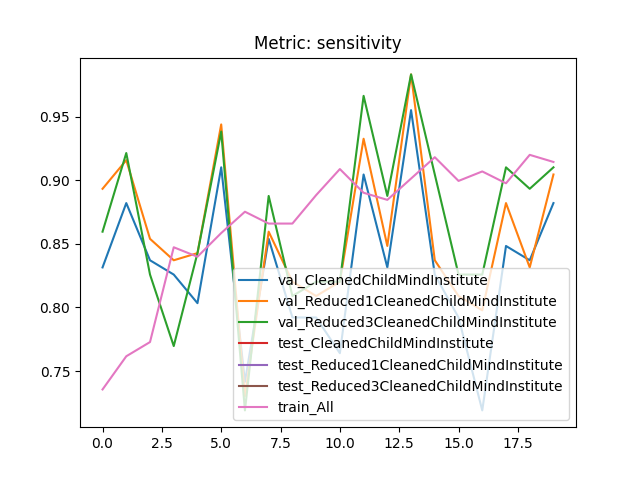 Metric: sensitivity
0.95
0.90
0.85
0.80
0.75
val_CleanedChildMindInstitute
val_Reduced1CleanedChildMindInstitute
val_Reduced3CleanedChildMindInstitute
test_CleanedChildMindInstitute
test_Reduced1CleanedChildMindInstitute
test_Reduced3CleanedChildMindInstitute
train_All
0.0 2.5 5.0 7.5 10.0 12.5 15.0 17.5